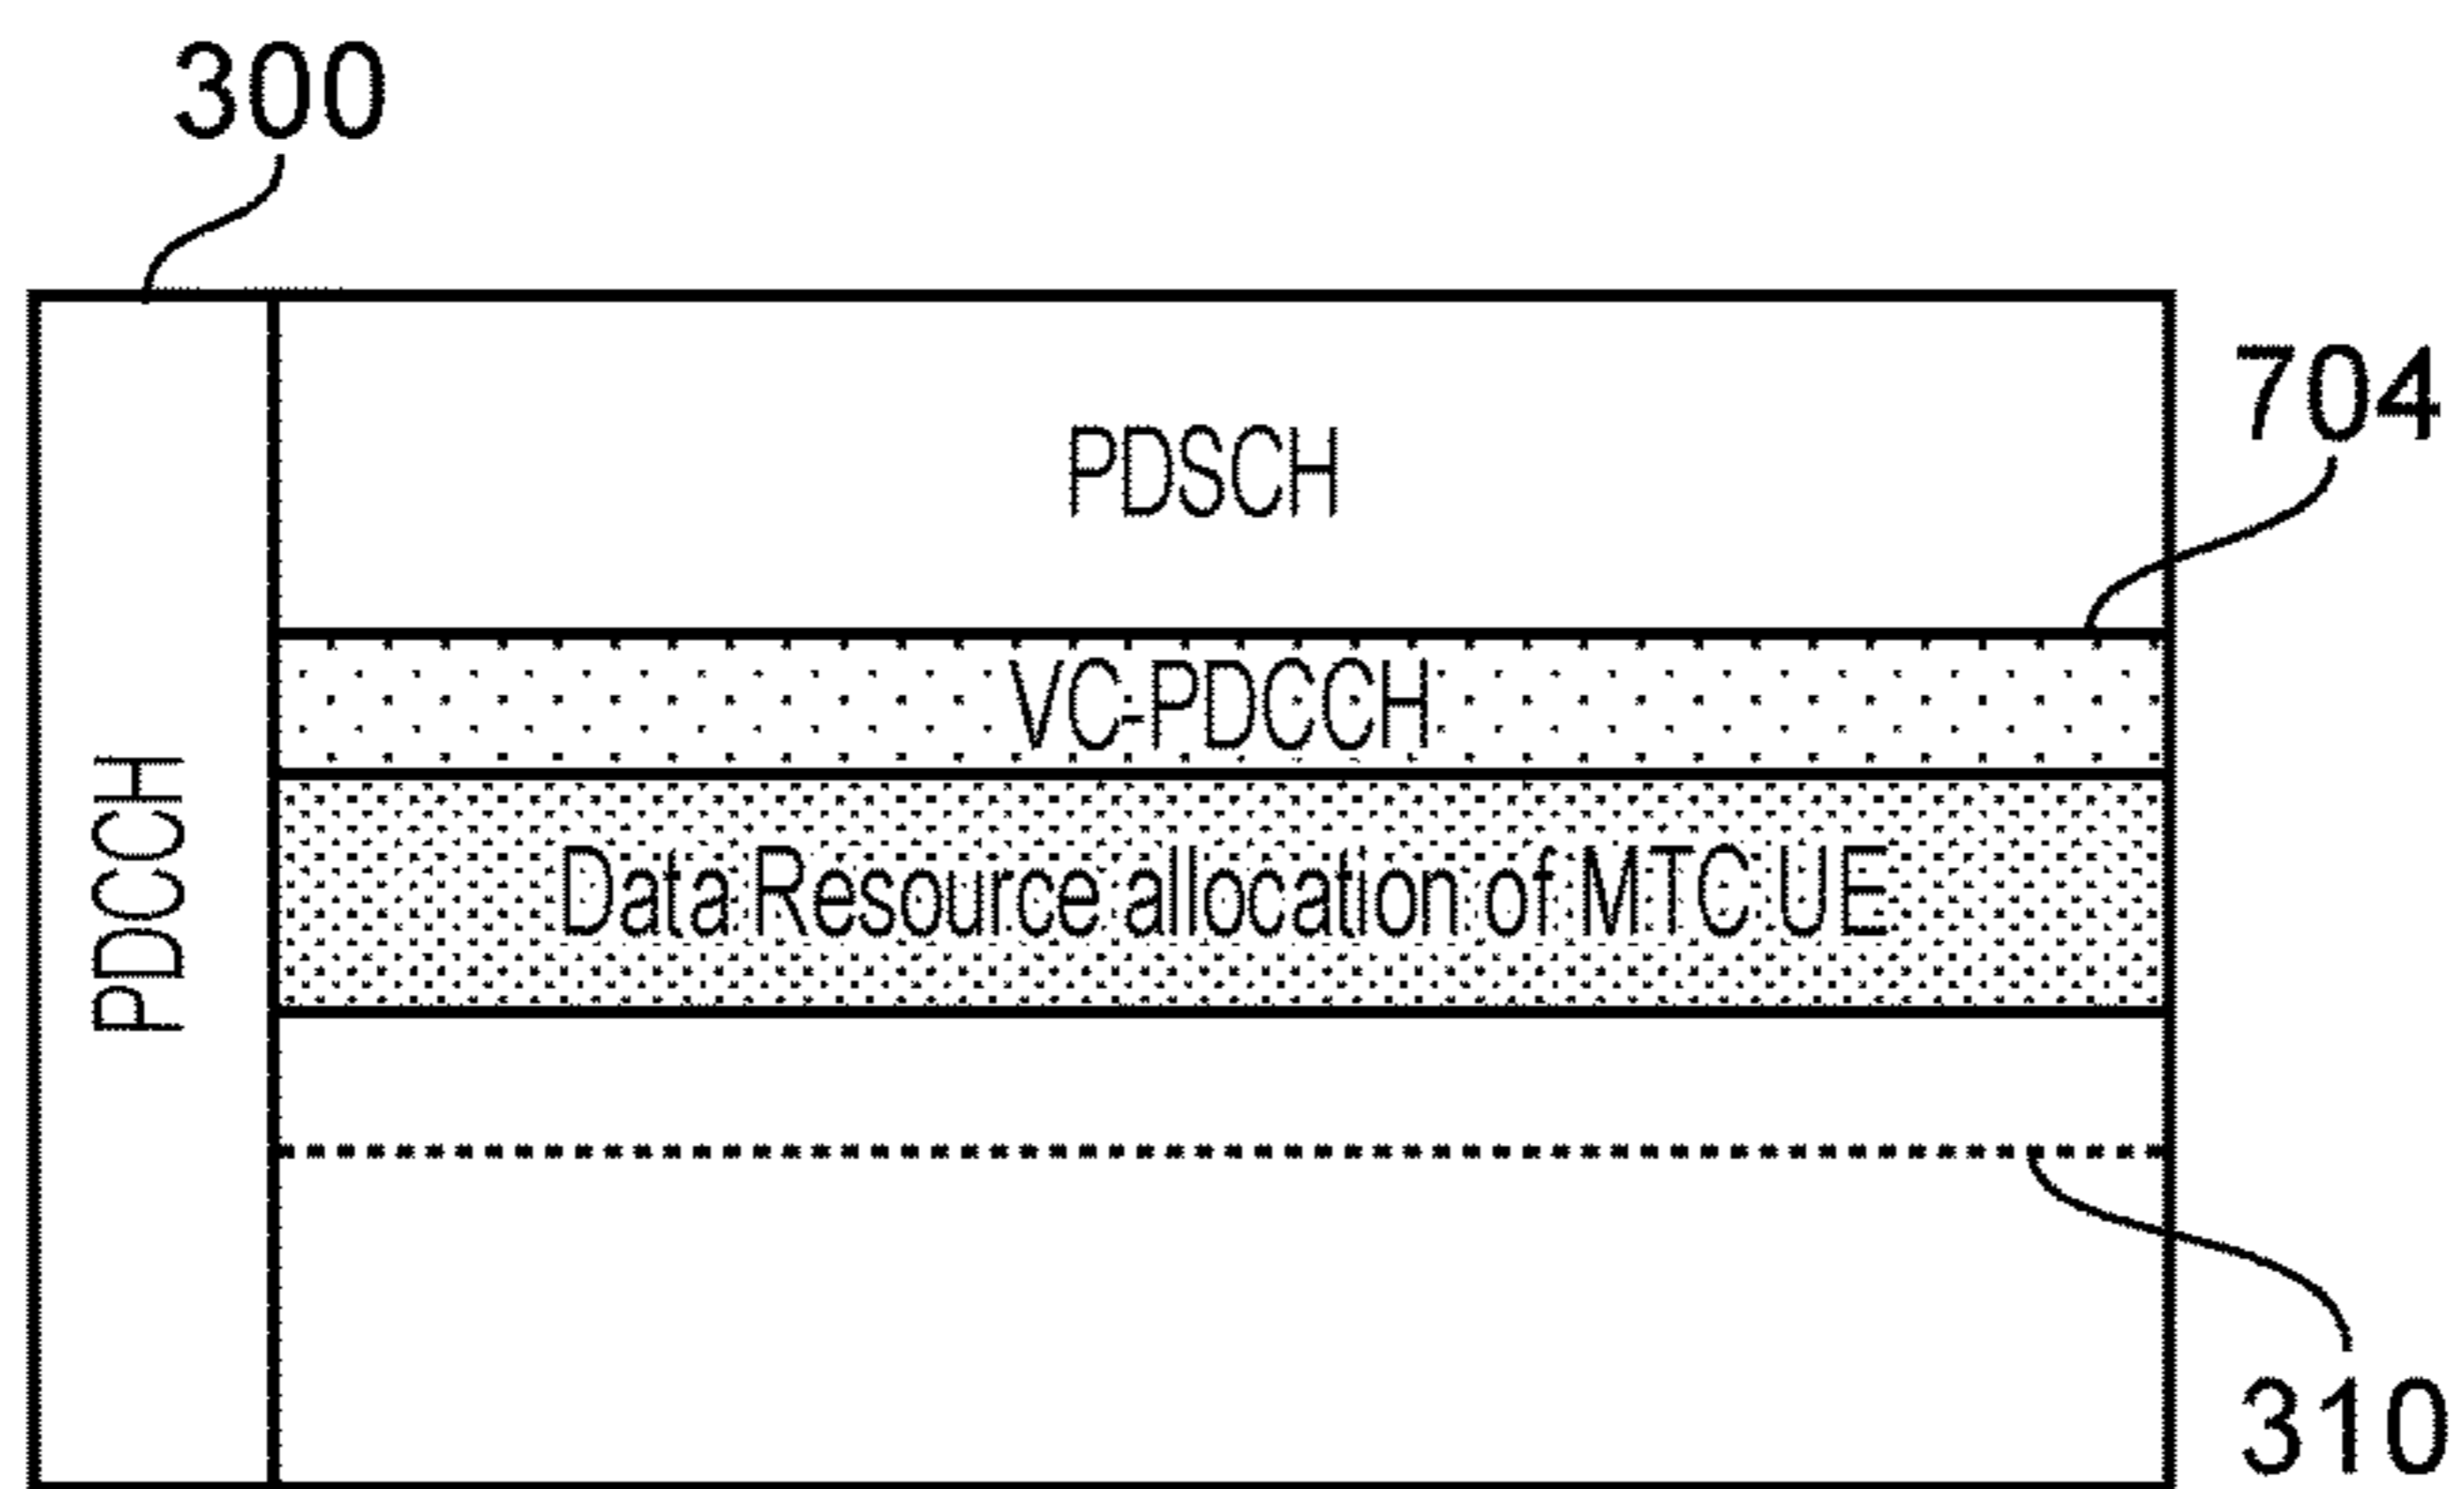 300
704
PDSCH
VC-PDCCH
PDCCH
Data Resource allocation of MTC UE
310